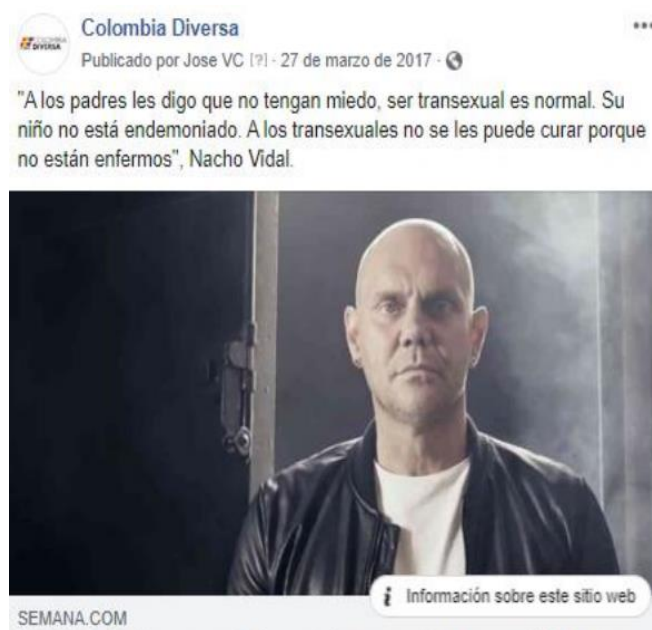 COLOMBIA
DIVERSA
Colombia Diversa
Publicado por Jose VC [?] · 27 de marzo de 2017 ·
"A los padres les digo que no tengan miedo, ser transexual es normal. Su
niño no está endemoniado. A los transexuales no se les puede curar porque
no están enfermos", Nacho Vidal.
i Información sobre este sitio web
SEMANA.COM